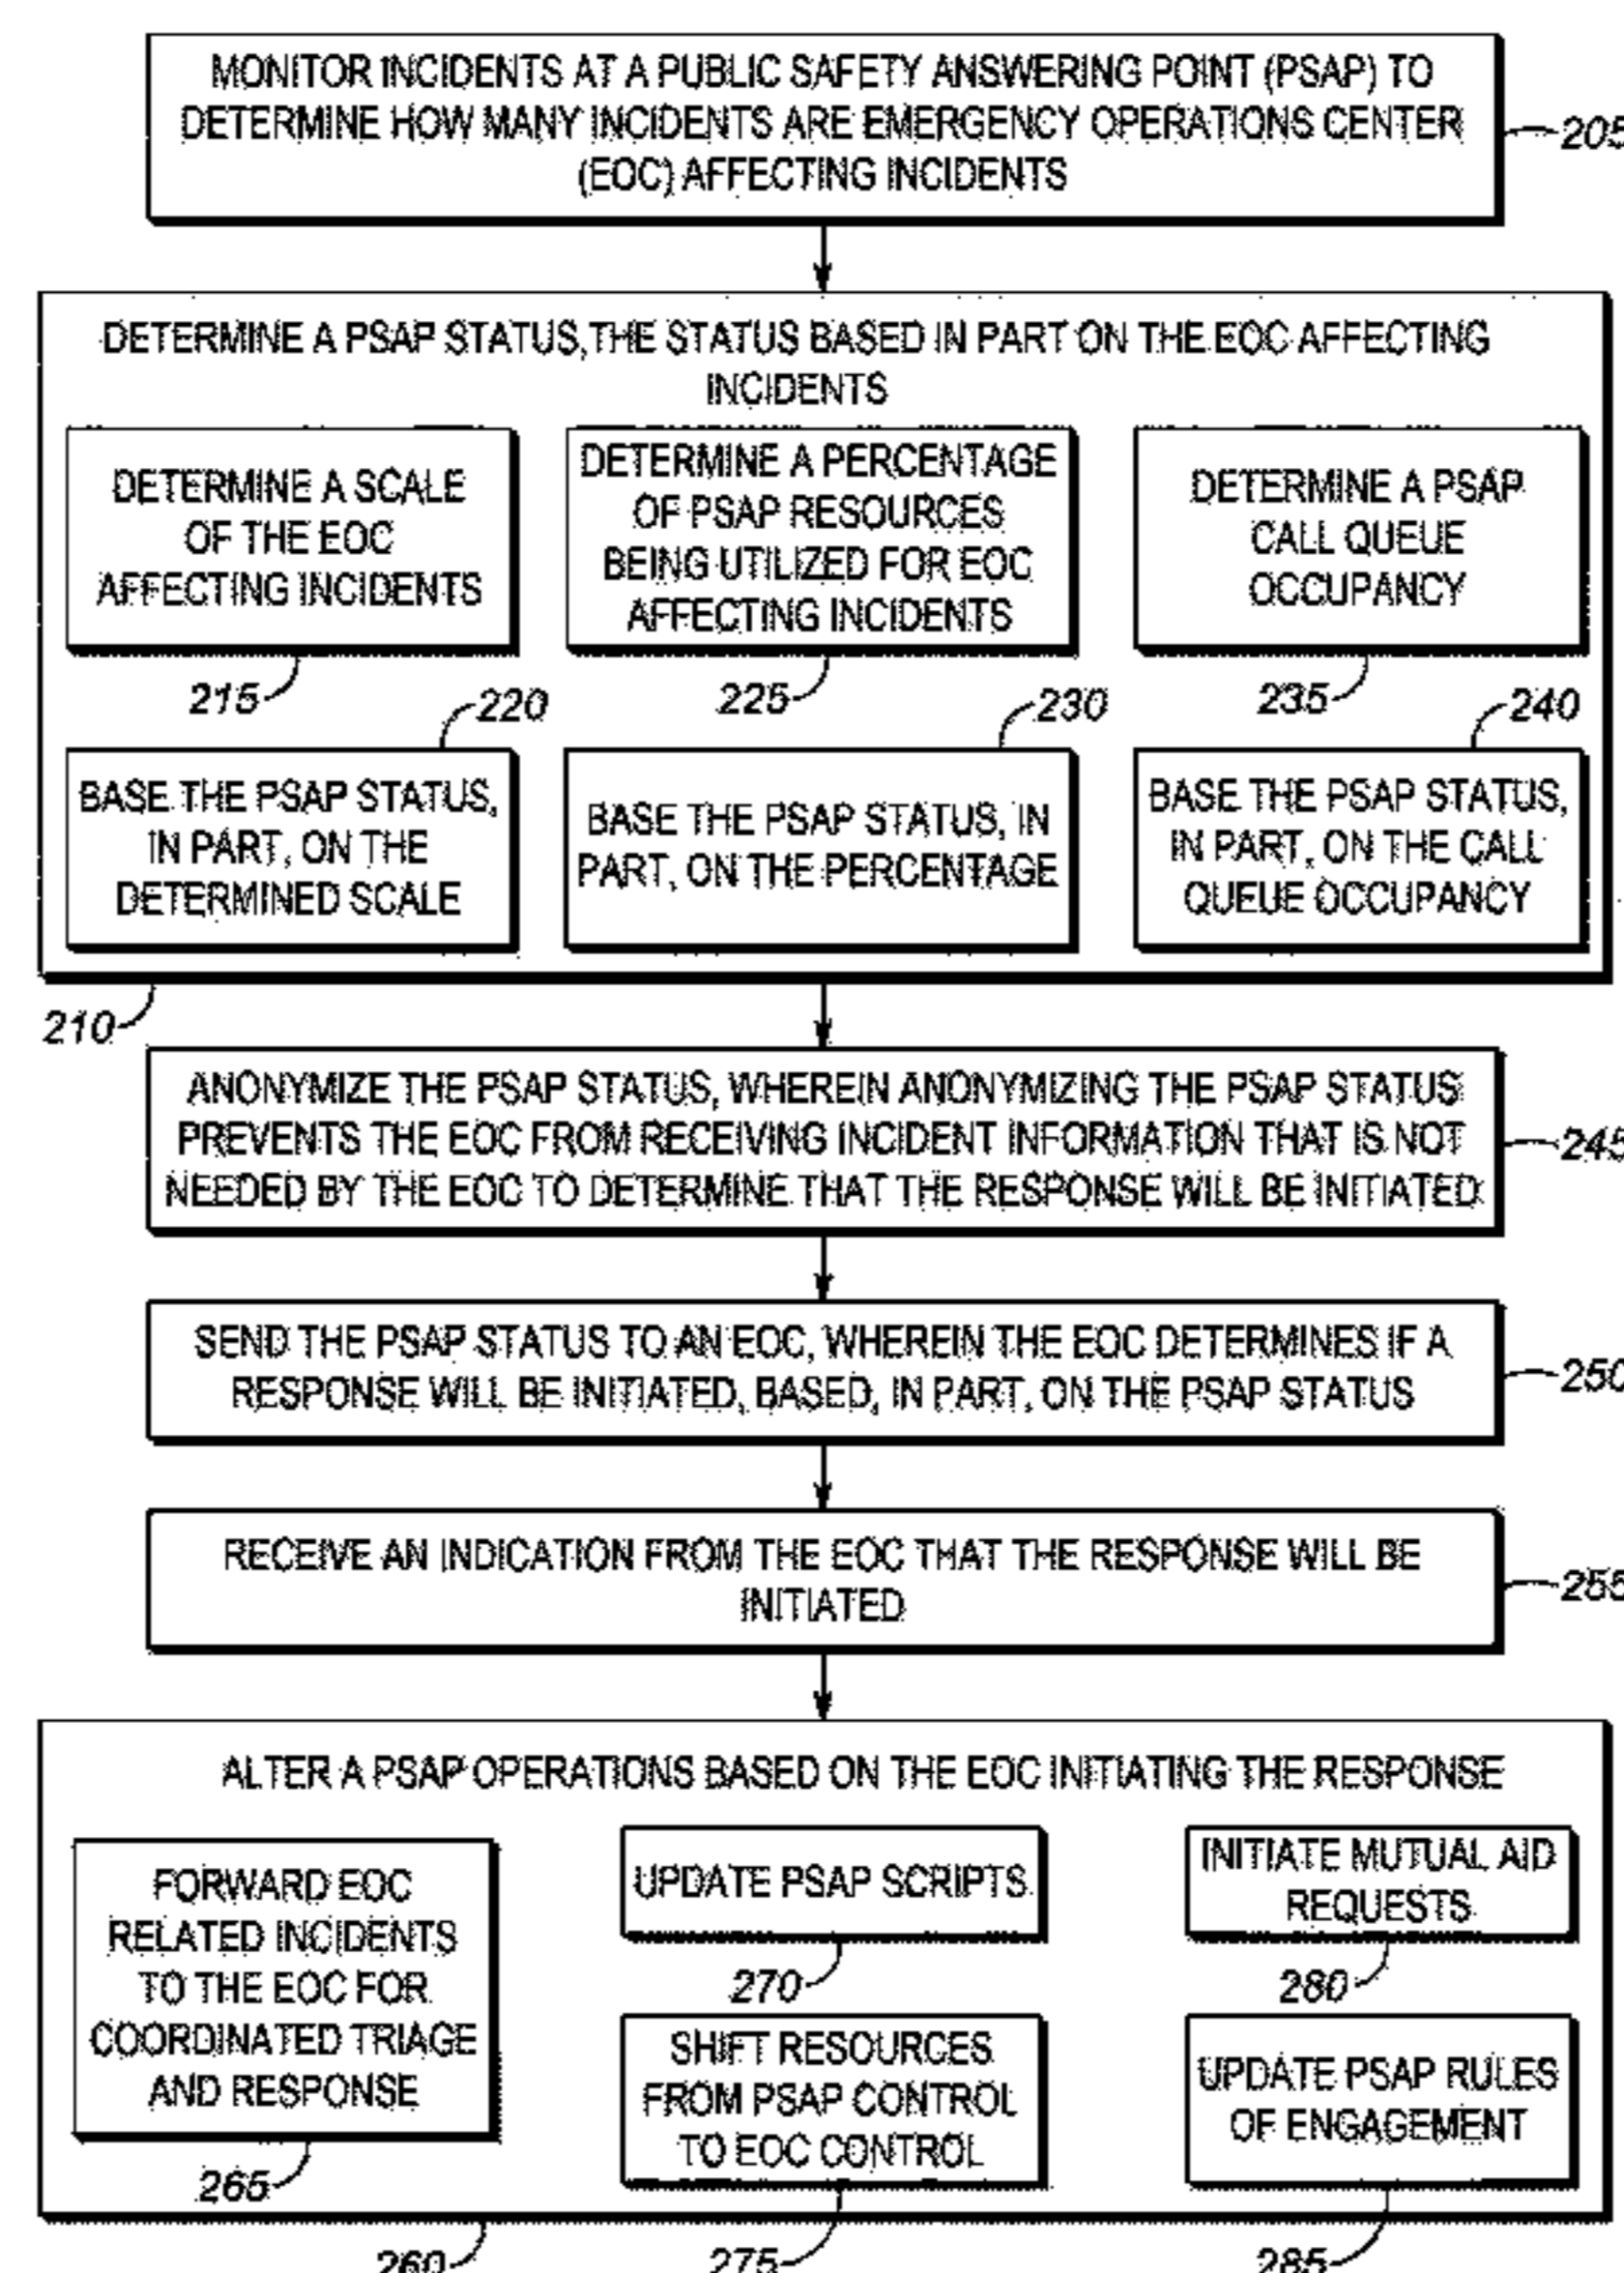 MONITOR INCIDENTS AT A PUBLIC SAFETY ANSWERING POINT (PSAP) TO
DETERMINE HOW MANY INCIDENTS ARE EMERGENCY OPERATIONS CENTER
(EOC) AFFECTING INCIDENTS
205
DETERMINE A PSAP STATUS, THE STATUS BASED IN PART ON THE EOC AFFECTING
INCIDENTS
DETERMINE A SCALE
OF THE EOC
AFFECTING INCIDENTS
215
DETERMINE A PERCENTAGE
OF PSAP RESOURCES
BEING UTILIZED FOR EOC
AFFECTING INCIDENTS
225
DETERMINE A PSAP
CALL QUEUE
OCCUPANCY
235
220
BASE THE PSAP STATUS,
IN PART, ON THE
DETERMINED SCALE
230
BASE THE PSAP STATUS, IN
PART, ON THE PERCENTAGE
240
BASE THE PSAP STATUS,
IN PART, ON THE CALL
QUEUE OCCUPANCY
210
ANONYMIZE THE PSAP STATUS, WHEREIN ANONYMIZING THE PSAP STATUS
PREVENTS THE EOC FROM RECEIVING INCIDENT INFORMATION THAT IS NOT
NEEDED BY THE EOC TO DETERMINE THAT THE RESPONSE WILL BE INITIATED
245
SEND THE PSAP STATUS TO AN EOC, WHEREIN THE EOC DETERMINES IF A
RESPONSE WILL BE INITIATED, BASED, IN PART, ON THE PSAP STATUS
250
RECEIVE AN INDICATION FROM THE EOC THAT THE RESPONSE WILL BE
INITIATED
255
ALTER A PSAP OPERATIONS BASED ON THE EOC INITIATING THE RESPONSE
FORWARD EOC
RELATED INCIDENTS
TO THE EOC FOR
COORDINATED TRIAGE
AND RESPONSE
265
UPDATE PSAP SCRIPTS
270
INITIATE MUTUAL AID
REQUESTS
280
SHIFT RESOURCES
FROM PSAP CONTROL
TO EOC CONTROL
275
UPDATE PSAP RULES
OF ENGAGEMENT
285
260